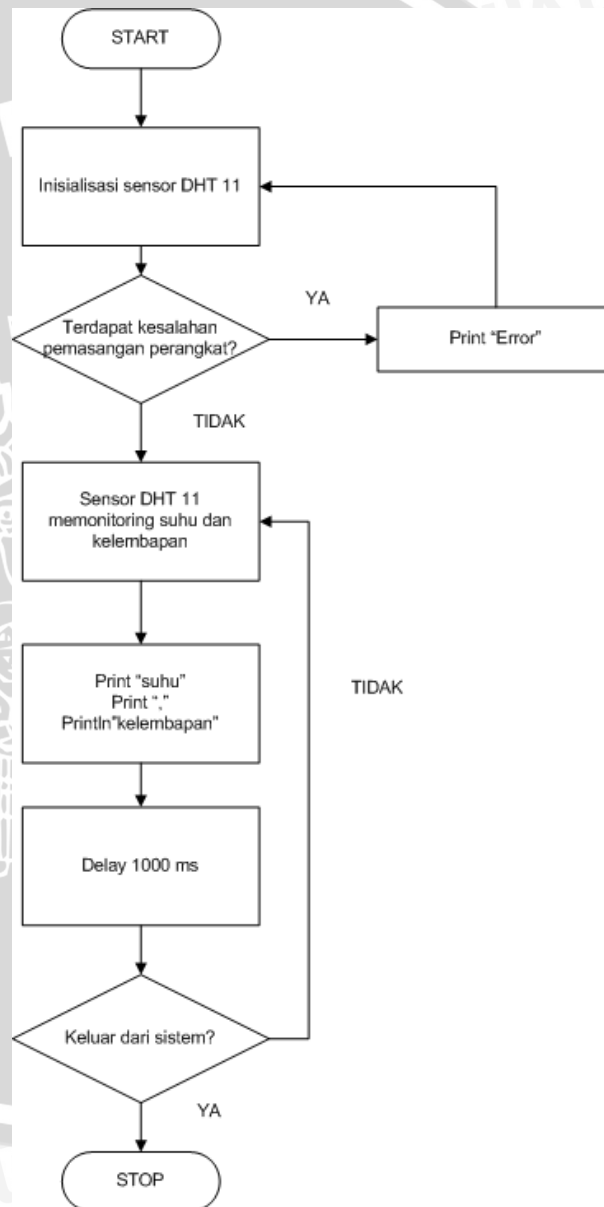 START
Inisialisasi sensor DHT 11
YA
Terdapat kesalahan
pemasangan perangkat?
Print “Error”
TIDAK
Sensor DHT 11
memonitoring suhu dan
kelembapan
Print “suhu”
Print “,”
Println”kelembapan”
TIDAK
Delay 1000 ms
Keluar dari sistem?
YA
STOP